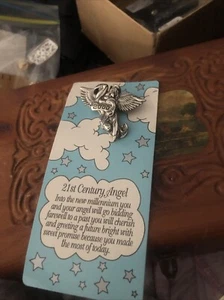 2000
21st Century Angel
Into the new millennium you
and your angel will go bidding
farewell to a past you will cherish
and greeting a future bright with
sweet promise because you made
the most of today.